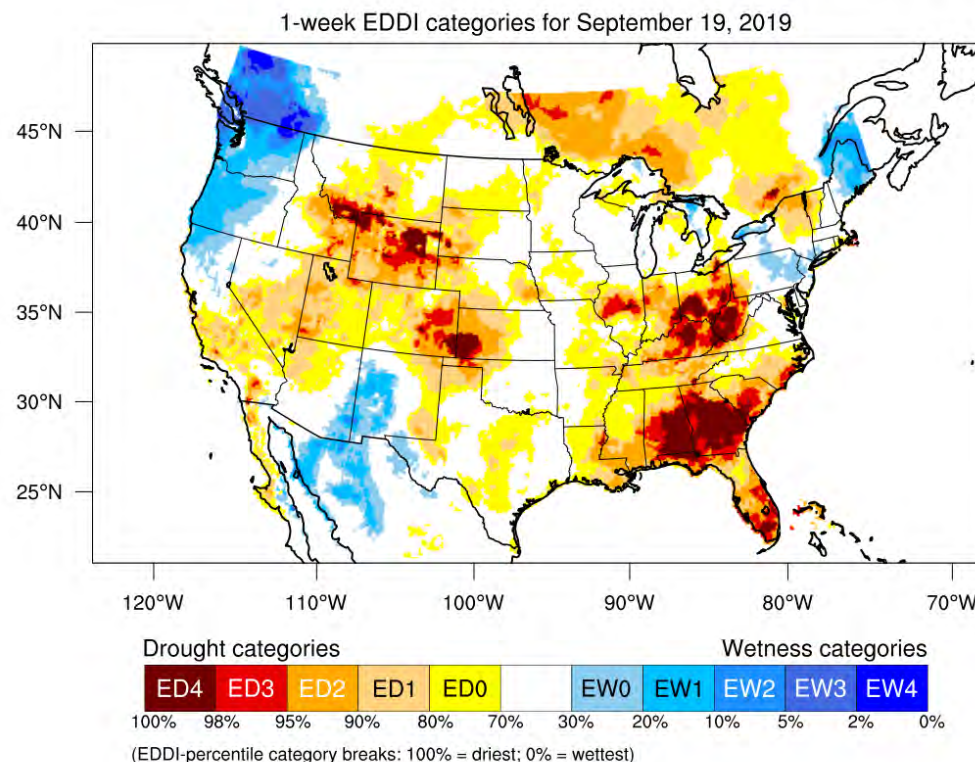 1-week EDDI categories for September 19, 2019
45°N
40°N
35°N
30°N
25°N
120°W 110°W 100°W 90°W 80°W 70°W
Drought categories Wetness categories
ED4 ED3 ED2 ED1 ED0 EW0 EW1 EW2 EW3 EW4
100% 98% 95% 90% 80% 70% 30% 20% 10% 5% 2% 0%
(EDDI-percentile category breaks: 100% = driest; 0% = wettest)